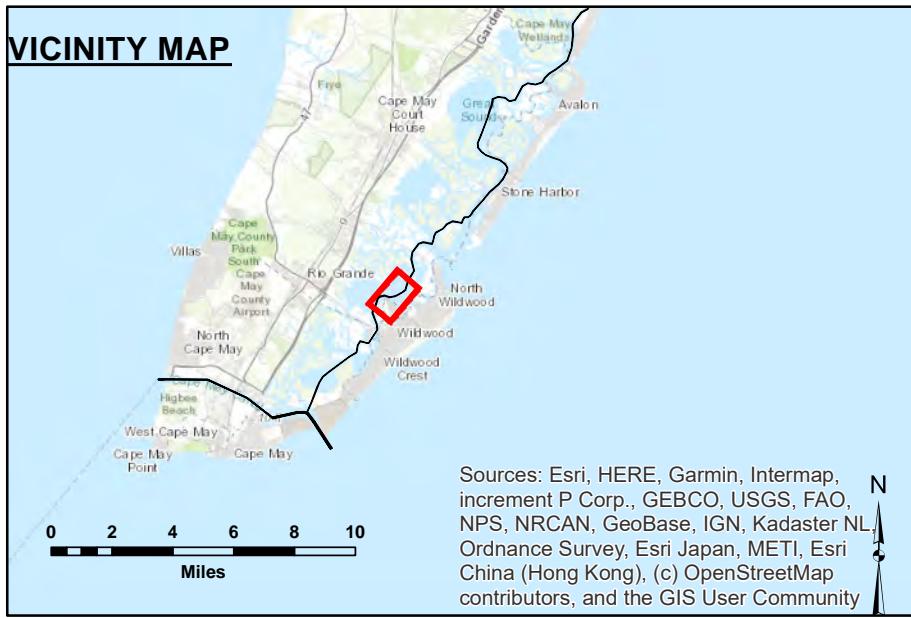 VICINITY MAP
Cape May
Wetlands
Garden
Frye
47
Cape May
Court
House
Great
Sound
Avalon
Stone Harbor
9
Cape
May County
Park
South
Villas
Cape
May
County
Airport
Rio Grande
North
Wildwood
North
Cape May
Wildwood
Wildwood
Crest
Cape May
Higbee
Beach
West Cape May
Cape May
Point
Cape May
Sources: Esri, HERE, Garmin, Intermap,
increment P Corp., GEBCO, USGS, FAO,
NPS, NRCAN, GeoBase, IGN, Kadaster NL,
Ordnance Survey, Esri Japan, METI, Esri
China (Hong Kong), (c) OpenStreetMap
contributors, and the GIS User Community
N
0 2 4 6 8 10
Miles